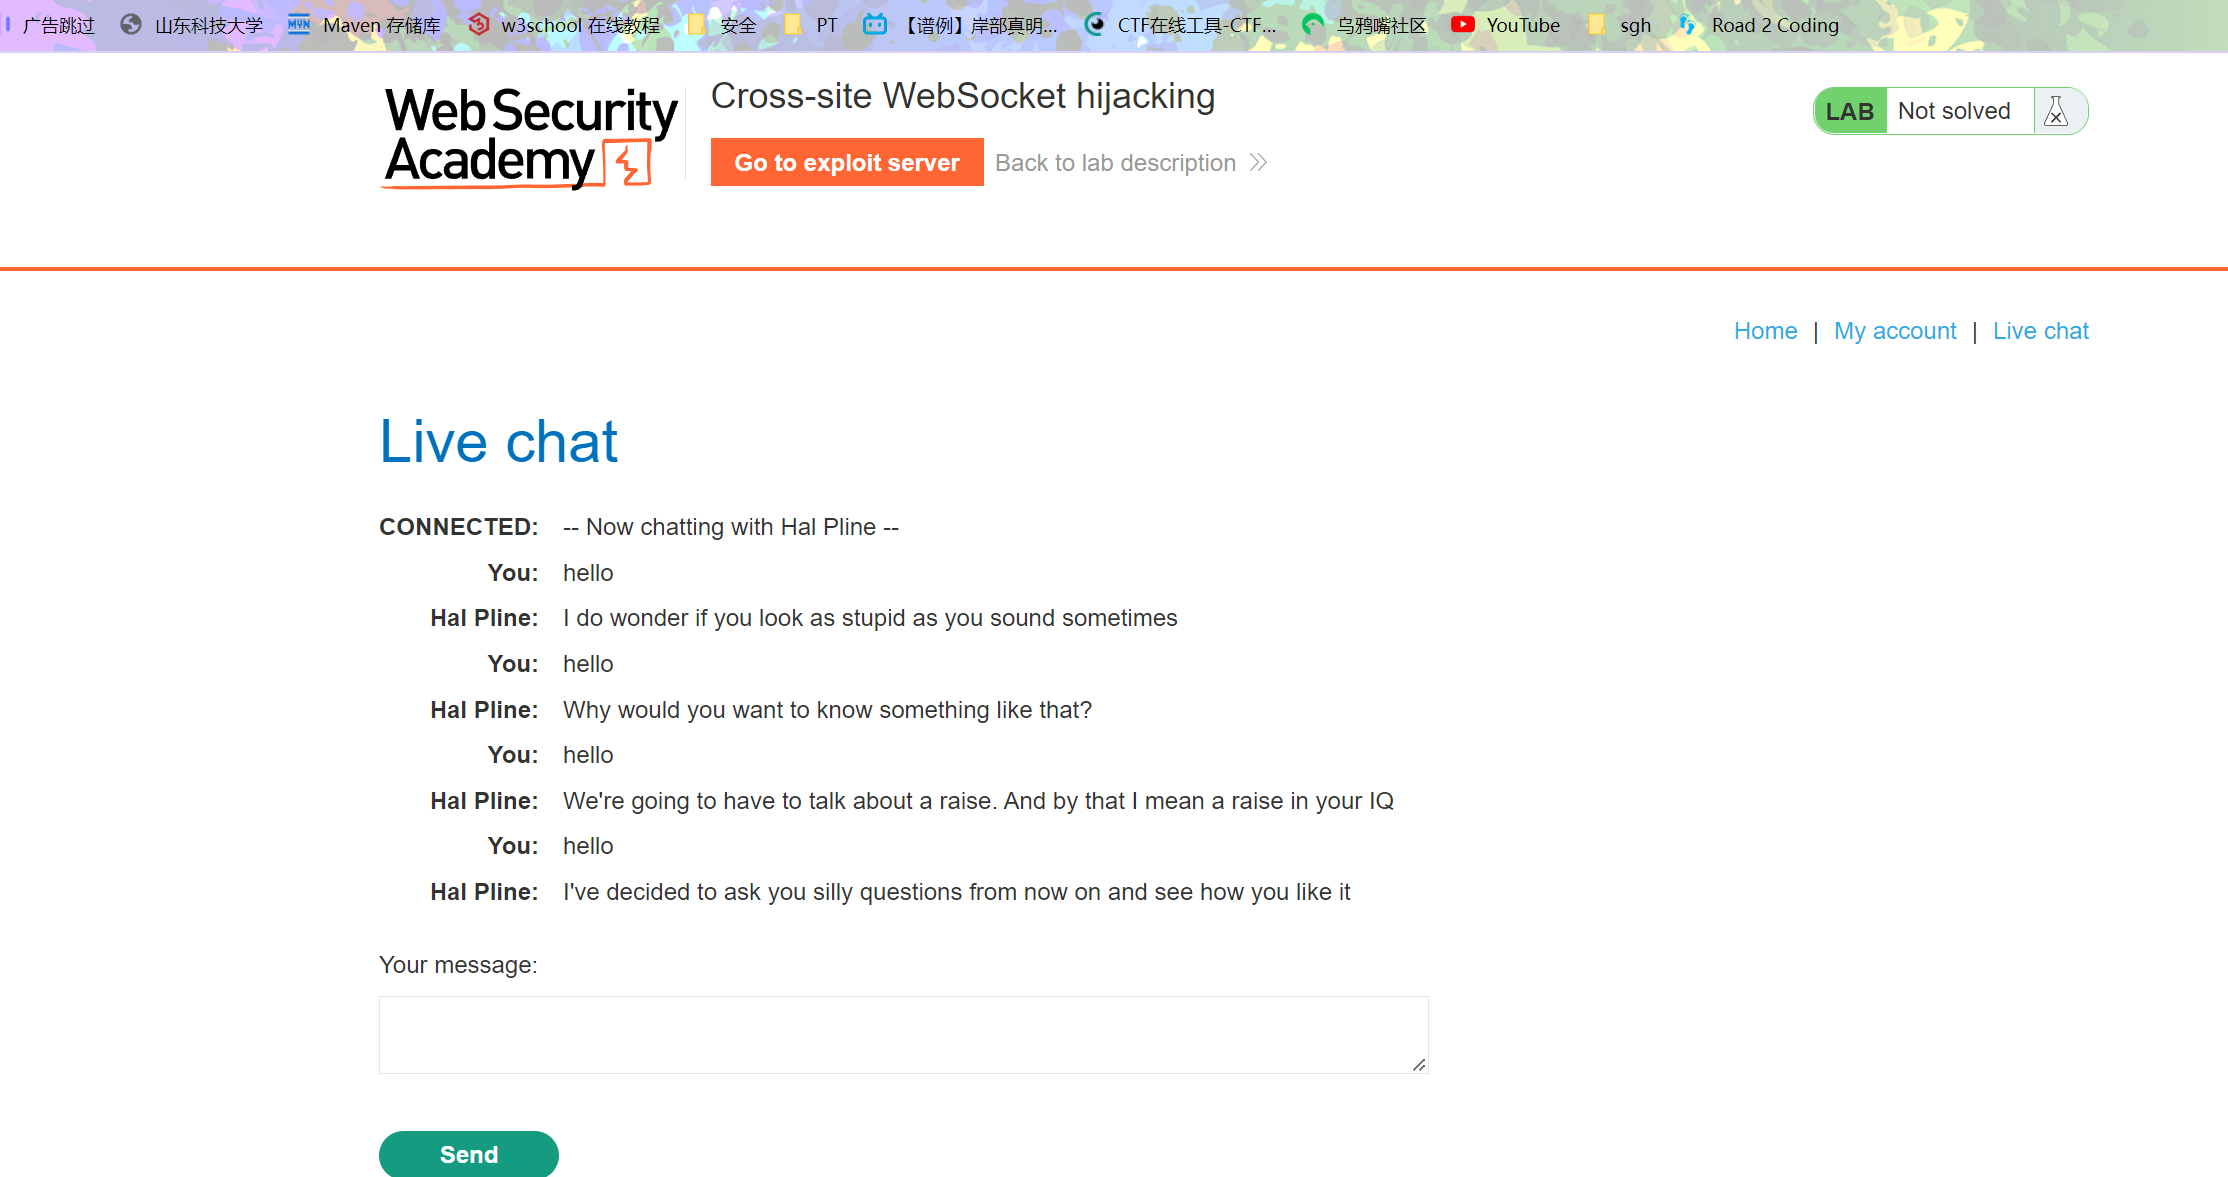 广告跳过 山东科技大学 MVN Maven 存储库 w3school 在线教程 安全 PT 【谱例】岸部真明... CTF在线工具-CTF... 乌鸦嘴社区 YouTube sgh Road 2 Coding
Web Security
Academy
Cross-site WebSocket hijacking
Go to exploit server Back to lab description
LAB Not solved
Home | My account | Live chat
Live chat
CONNECTED: -- Now chatting with Hal Pline --
You: hello
Hal Pline: I do wonder if you look as stupid as you sound sometimes
You: hello
Hal Pline: Why would you want to know something like that?
You: hello
Hal Pline: We're going to have to talk about a raise. And by that I mean a raise in your IQ
You: hello
Hal Pline: I've decided to ask you silly questions from now on and see how you like it
Your message:
Send